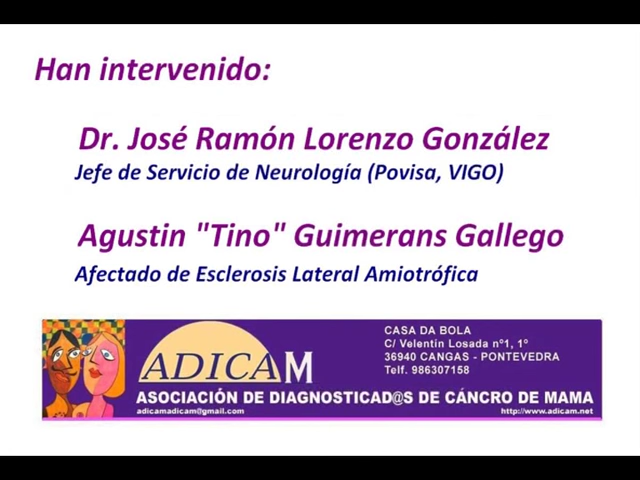 Han intervenido:
Dr. José Ramón Lorenzo González
Jefe de Servicio de Neurología (Povisa, VIGO)
Agustin "Tino" Guimerans Gallego
Afectado de Esclerosis Lateral Amiotrófica
ADICAM
CASA DA BOLA
C/ Velentín Losada nº1, 1º
36940 CANGAS - PONTEVEDRA
Telf. 986307158
ASOCIACIÓN DE DIAGNOSTICAD@S DE CÁNCRO DE MAMA
adicamadicam@gmail.com
http://www.adicam.net